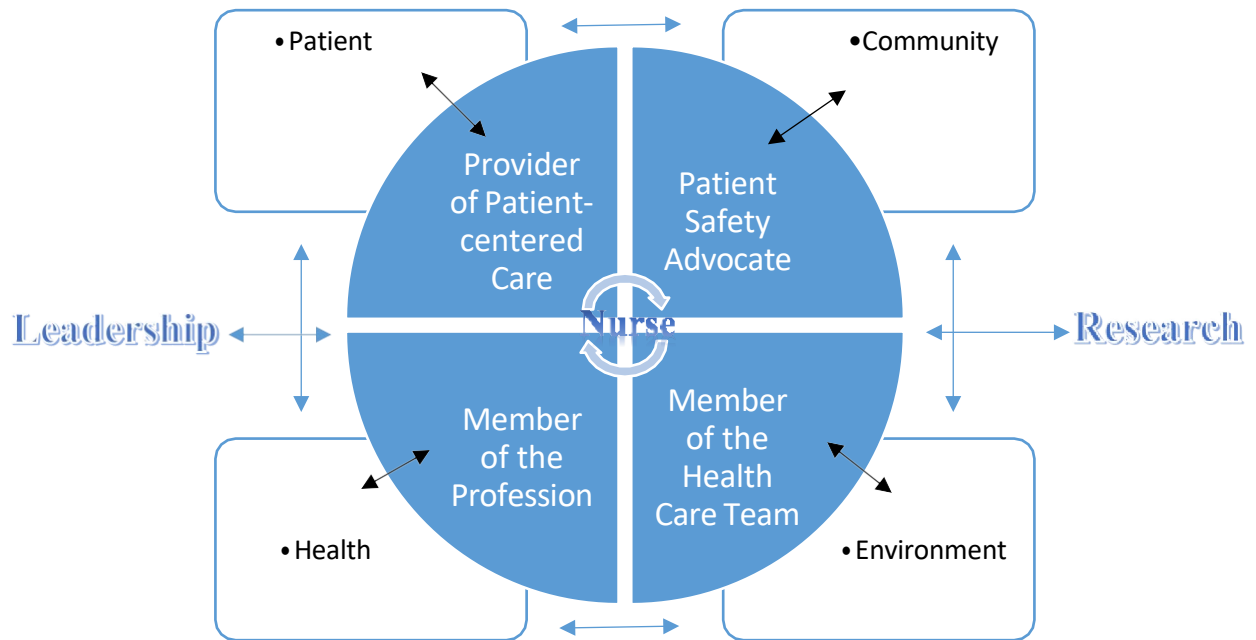 •Patient
•Community
Provider
of Patient-
centered
Care
Patient
Safety
Advocate
Leadership
Nurse
Research
Member
of the
Profession
Member
of the
Health
Care Team
•Health
•Environment